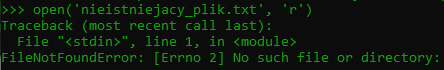 >>> open('nieistniejacy_plik.txt', 'r')
Traceback (most recent call last):
  File "<stdin>", line 1, in <module>
FileNotFoundError: [Errno 2] No such file or directory: